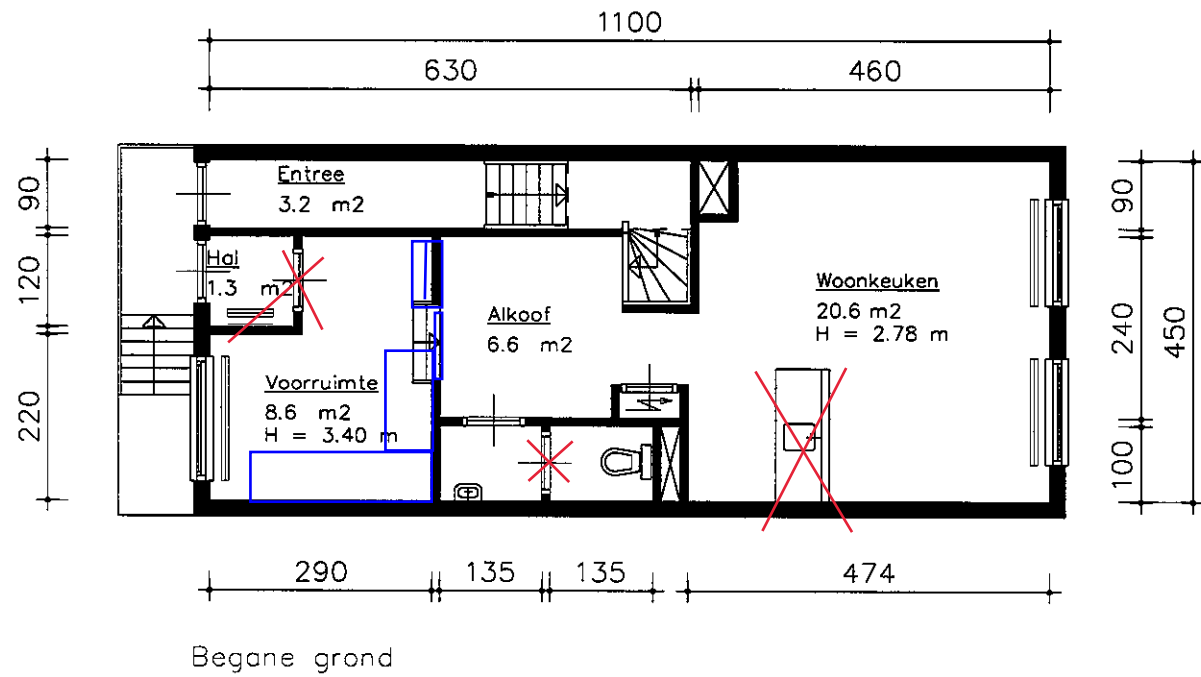 1100
630
460
90
120
220
Entree
3.2 m2
Hal
1.3 m2
Voorruimte
8.6 m2
H = 3.40 m
Alkoof
6.6 m2
Woonkeuken
20.6 m2
H = 2.78 m
90
240
100
450
290
135
135
474
Begane grond